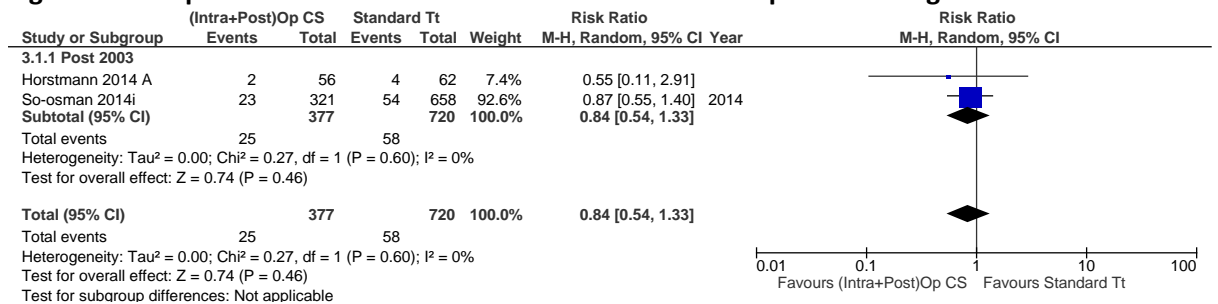 (Intra+Post)Op CS Standard Tt Risk Ratio Risk Ratio
Study or Subgroup Events Total Events Total Weight M-H, Random, 95% CI Year M-H, Random, 95% CI
3.1.1 Post 2003
Horstmann 2014 A 2 56 4 62 7.4% 0.55 [0.11, 2.91]
So-osman 2014i 23 321 54 658 92.6% 0.87 [0.55, 1.40] 2014
Subtotal (95% CI) 377 720 100.0% 0.84 [0.54, 1.33]
Total events 25 58
Heterogeneity: Tau² = 0.00; Chi² = 0.27, df = 1 (P = 0.60); I² = 0%
Test for overall effect: Z = 0.74 (P = 0.46)
Total (95% CI) 377 720 100.0% 0.84 [0.54, 1.33]
Total events 25 58
Heterogeneity: Tau² = 0.00; Chi² = 0.27, df = 1 (P = 0.60); I² = 0%
Test for overall effect: Z = 0.74 (P = 0.46)
Test for subgroup differences: Not applicable
0.01 0.1 1 10 100
Favours (Intra+Post)Op CS Favours Standard Tt